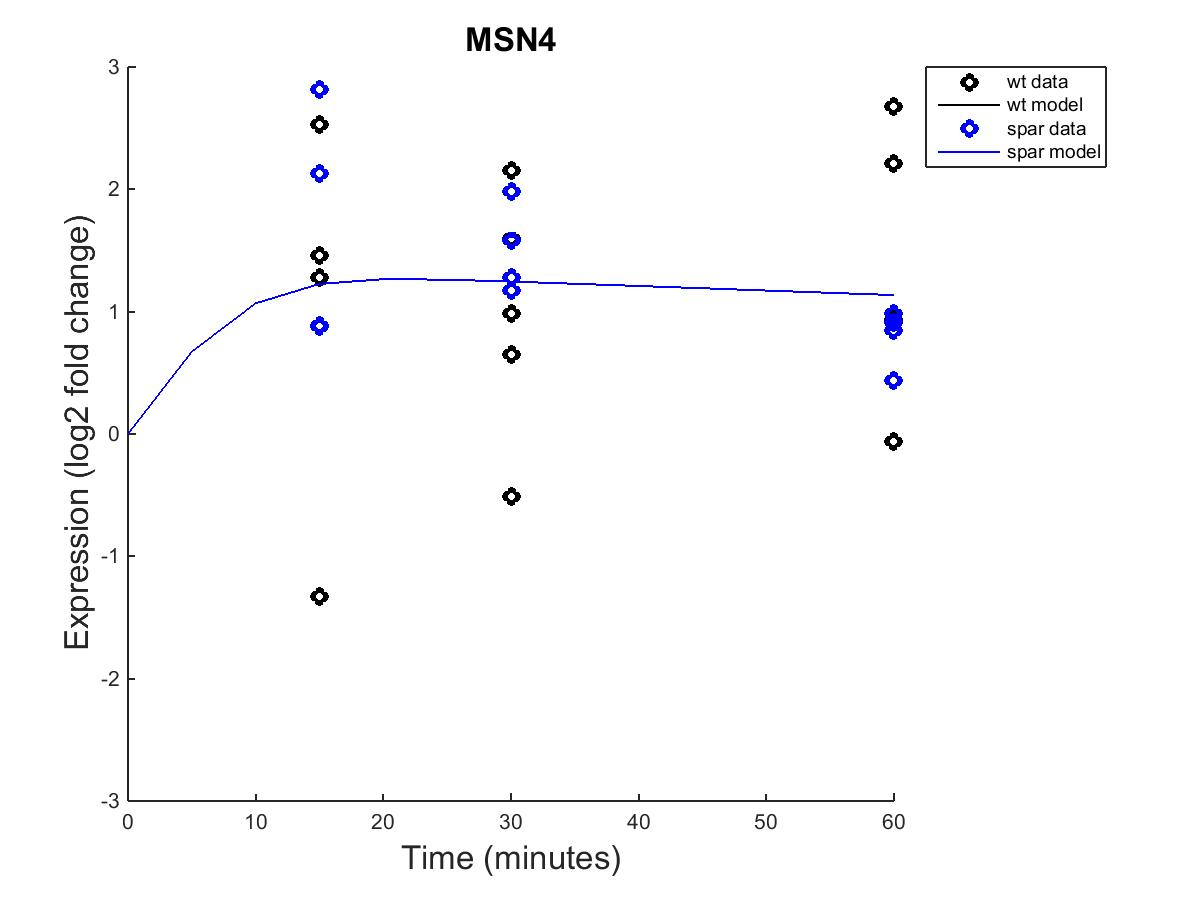 MSN4
wt data
wt model
spar data
spar model
Expression (log2 fold change)
3
2
1
0
-1
-2
-3
0 10 20 30 40 50 60
Time (minutes)